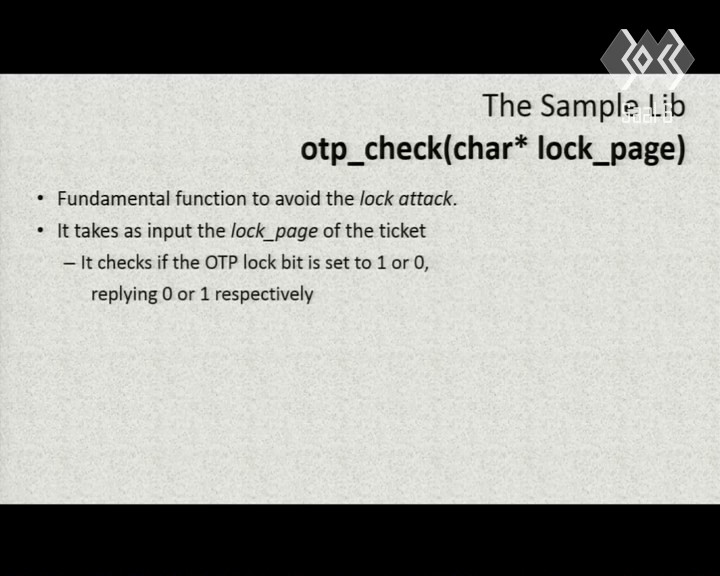 The Sample Lib
otp_check(char* lock_page)
• Fundamental function to avoid the lock attack.
• It takes as input the lock_page of the ticket
– It checks if the OTP lock bit is set to 1 or 0,
replying 0 or 1 respectively